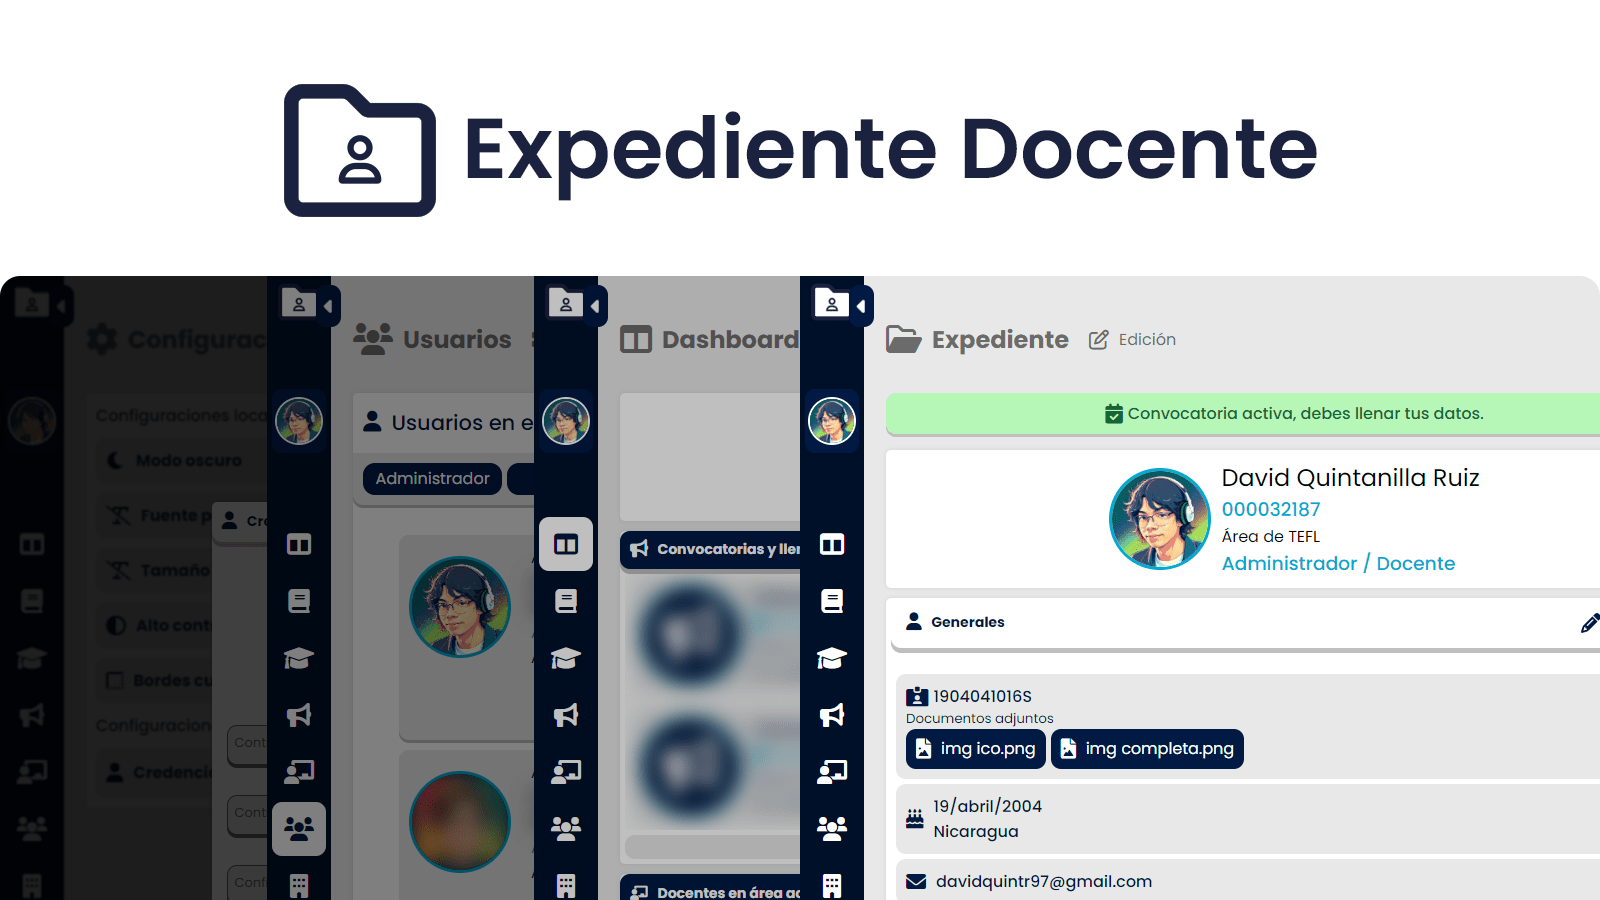 Expediente Docente
Configurac
Configuraciones loca
Modo oscuro
Fuente p
Tamaño
Alto cont
Bordes cu
Configuracion
Credenci
Cre
Cont
Cont
Conf
Usuarios
Usuarios en e
Administrador
Dashboard
Convocatorias y ller
Docentes en área ac
Expediente
Edición
Convocatoria activa, debes llenar tus datos.
David Quintanilla Ruiz
000032187
Área de TEFL
Administrador / Docente
Generales
1904041016S
Documentos adjuntos
img ico.png
img completa.png
19/abril/2004
Nicaragua
davidquintr97@gmail.com